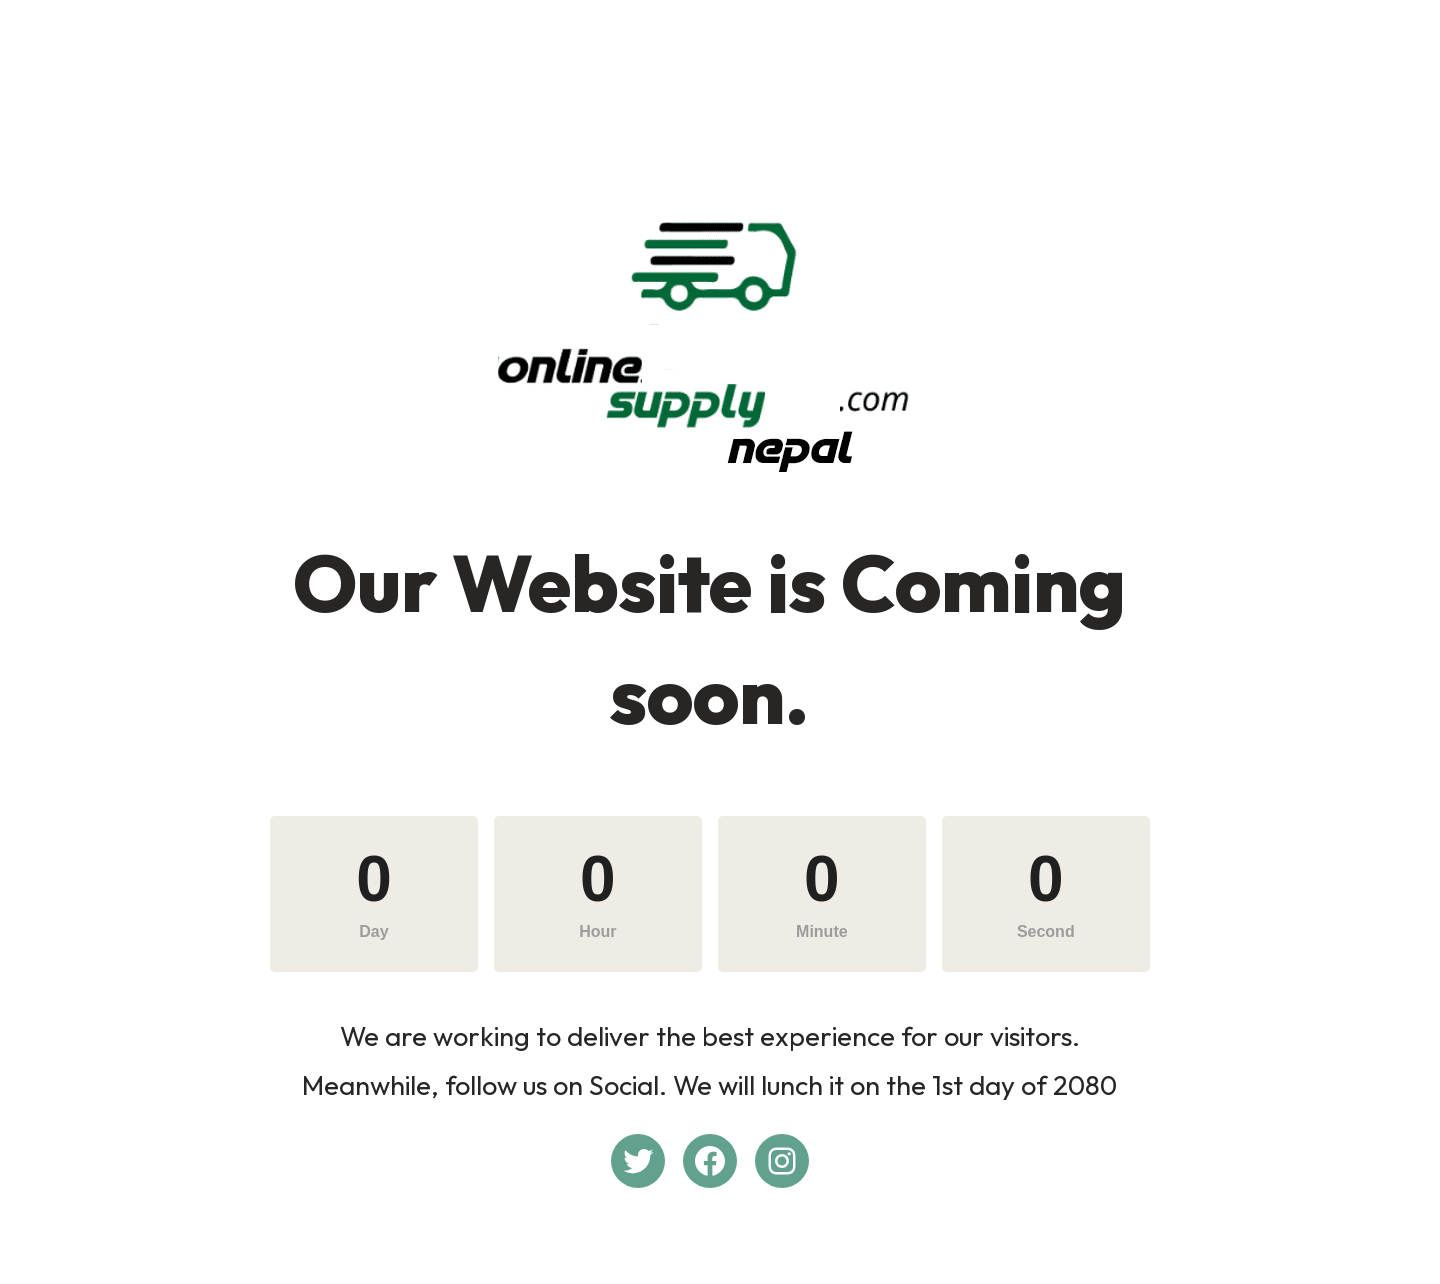 online
supply
.com
nepal
Our Website is Coming
soon.
0
Day
0
Hour
0
Minute
0
Second
We are working to deliver the best experience for our visitors.
Meanwhile, follow us on Social. We will lunch it on the 1st day of 2080